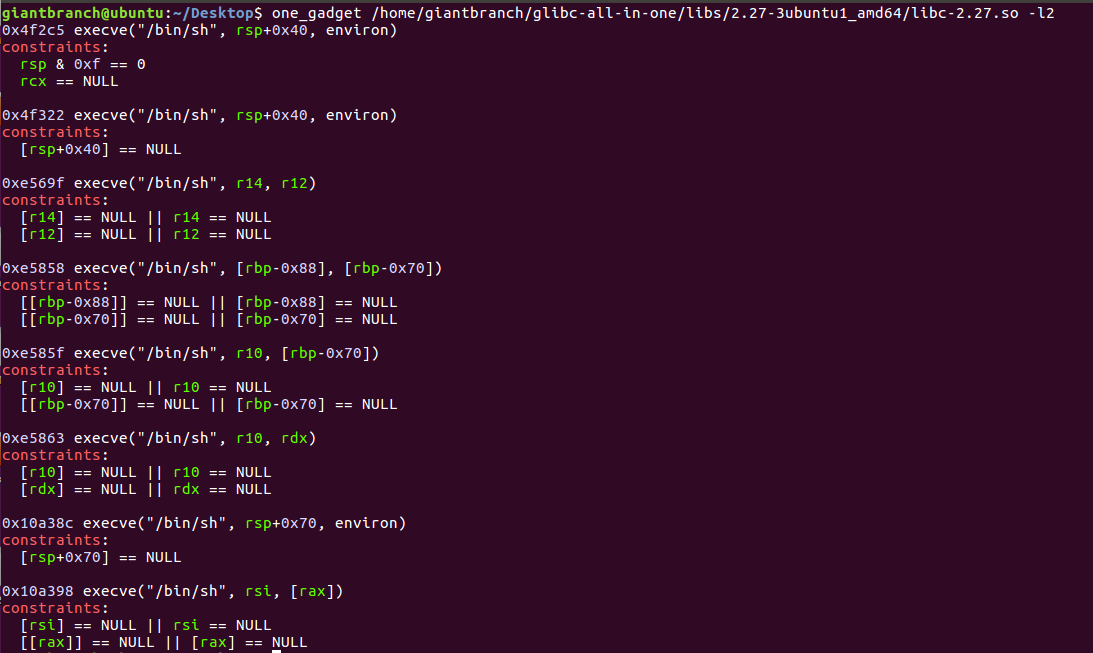 giantbranch@ubuntu:~/Desktop$ one_gadget /home/giantbranch/glibc-all-in-one/libs/2.27-3ubuntu1_amd64/libc-2.27.so -l2
0x4f2c5 execve("/bin/sh", rsp+0x40, environ)
constraints:
  rsp & 0xf == 0
  rcx == NULL

0x4f322 execve("/bin/sh", rsp+0x40, environ)
constraints:
  [rsp+0x40] == NULL

0xe569f execve("/bin/sh", r14, r12)
constraints:
  [r14] == NULL || r14 == NULL
  [r12] == NULL || r12 == NULL

0xe5858 execve("/bin/sh", [rbp-0x88], [rbp-0x70])
constraints:
  [[rbp-0x88]] == NULL || [rbp-0x88] == NULL
  [[rbp-0x70]] == NULL || [rbp-0x70] == NULL

0xe585f execve("/bin/sh", r10, [rbp-0x70])
constraints:
  [r10] == NULL || r10 == NULL
  [[rbp-0x70]] == NULL || [rbp-0x70] == NULL

0xe5863 execve("/bin/sh", r10, rdx)
constraints:
  [r10] == NULL || r10 == NULL
  [rdx] == NULL || rdx == NULL

0x10a38c execve("/bin/sh", rsp+0x70, environ)
constraints:
  [rsp+0x70] == NULL

0x10a398 execve("/bin/sh", rsi, [rax])
constraints:
  [rsi] == NULL || rsi == NULL
  [[rax]] == NULL || [rax] == NULL